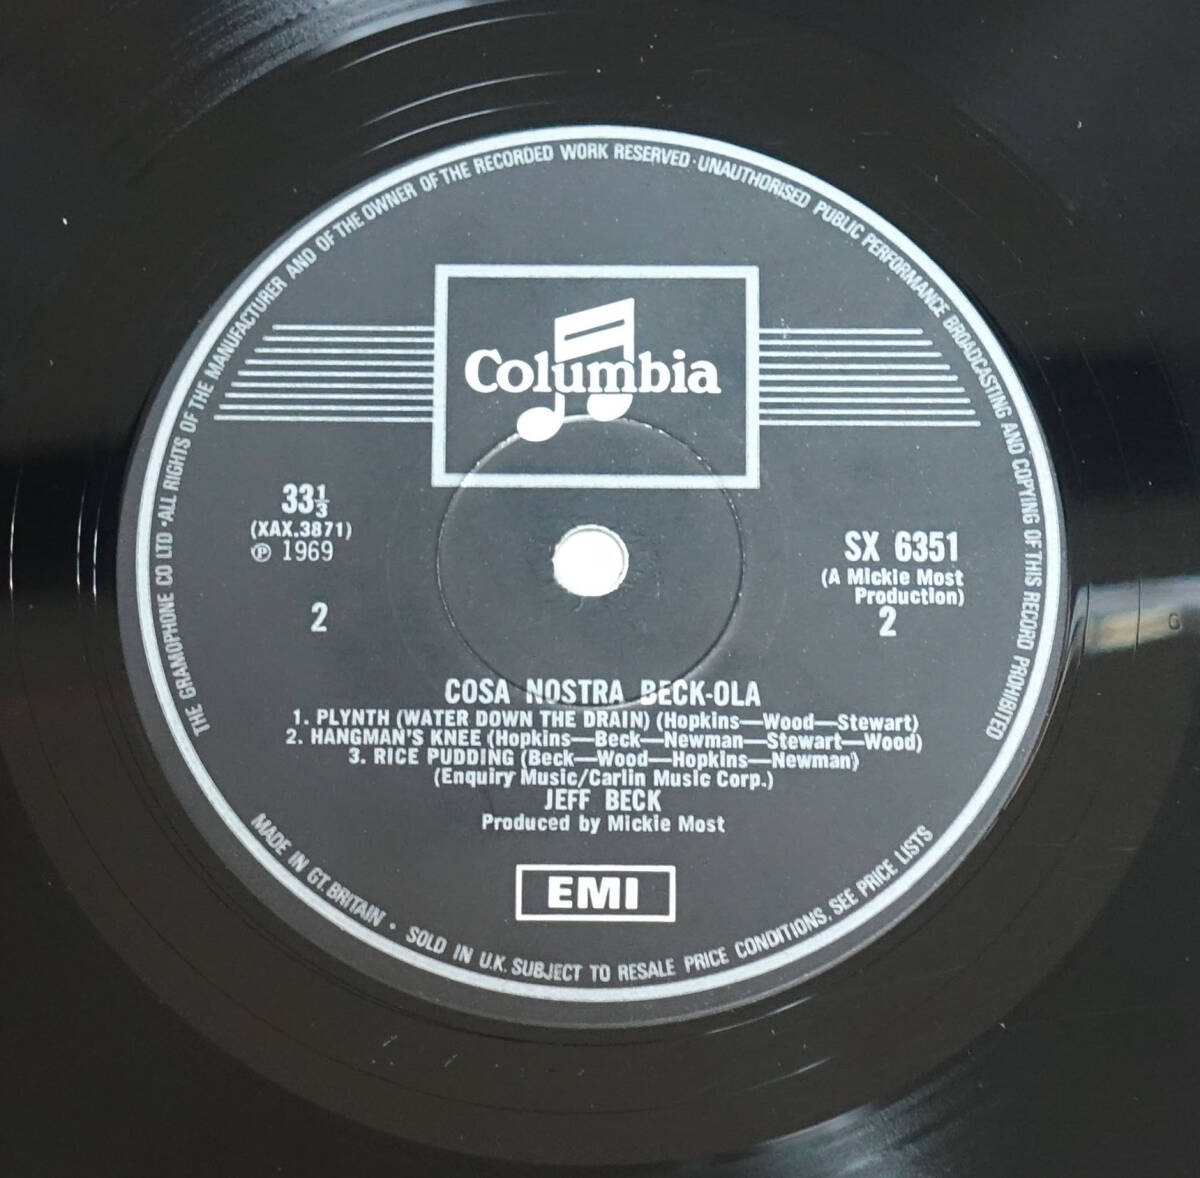 THE GRAMOPHONE CO LTD · ALL RIGHTS OF THE MANUFACTURER AND OF THE OWNER OF THE RECORDED WORK RESERVED · UNAUTHORISED PUBLIC PERFORMANCE BROADCASTING AND COPYING OF THIS RECORD PROHIBITED
Columbia
33⅓
(XAX.3871)
℗ 1969
2
SX 6351
(A Mickie Most
Production)
2
COSA NOSTRA BECK-OLA
1. PLYNTH (WATER DOWN THE DRAIN) (Hopkins—Wood—Stewart)
2. HANGMAN'S KNEE (Hopkins—Beck—Newman—Stewart—Wood)
3. RICE PUDDING (Beck—Wood—Hopkins—Newman)
(Enquiry Music/Carlin Music Corp.)
JEFF BECK
Produced by Mickie Most
EMI
MADE IN GT. BRITAIN · SOLD IN U.K. SUBJECT TO RESALE PRICE CONDITIONS, SEE PRICE LISTS